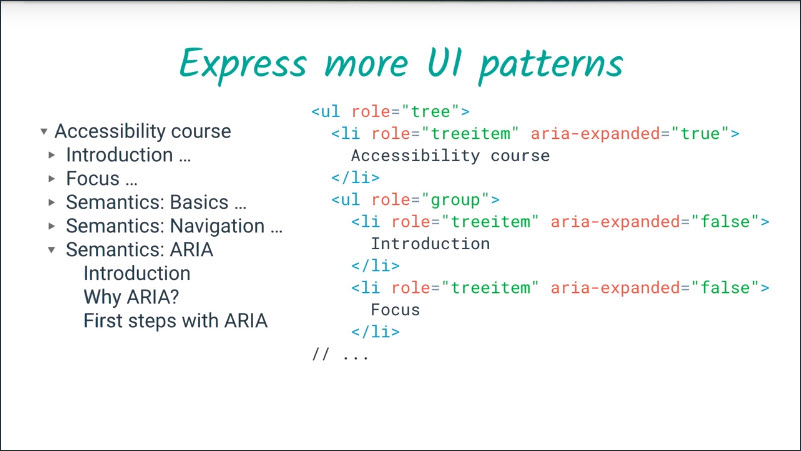 Express more UI patterns
▾ Accessibility course
▸ Introduction …
▸ Focus …
▸ Semantics: Basics …
▸ Semantics: Navigation …
▾ Semantics: ARIA
Introduction
Why ARIA?
First steps with ARIA
<ul role="tree">
  <li role="treeitem" aria-expanded="true">
    Accessibility course
  </li>
  <ul role="group">
    <li role="treeitem" aria-expanded="false">
      Introduction
    </li>
    <li role="treeitem" aria-expanded="false">
      Focus
    </li>
// ...